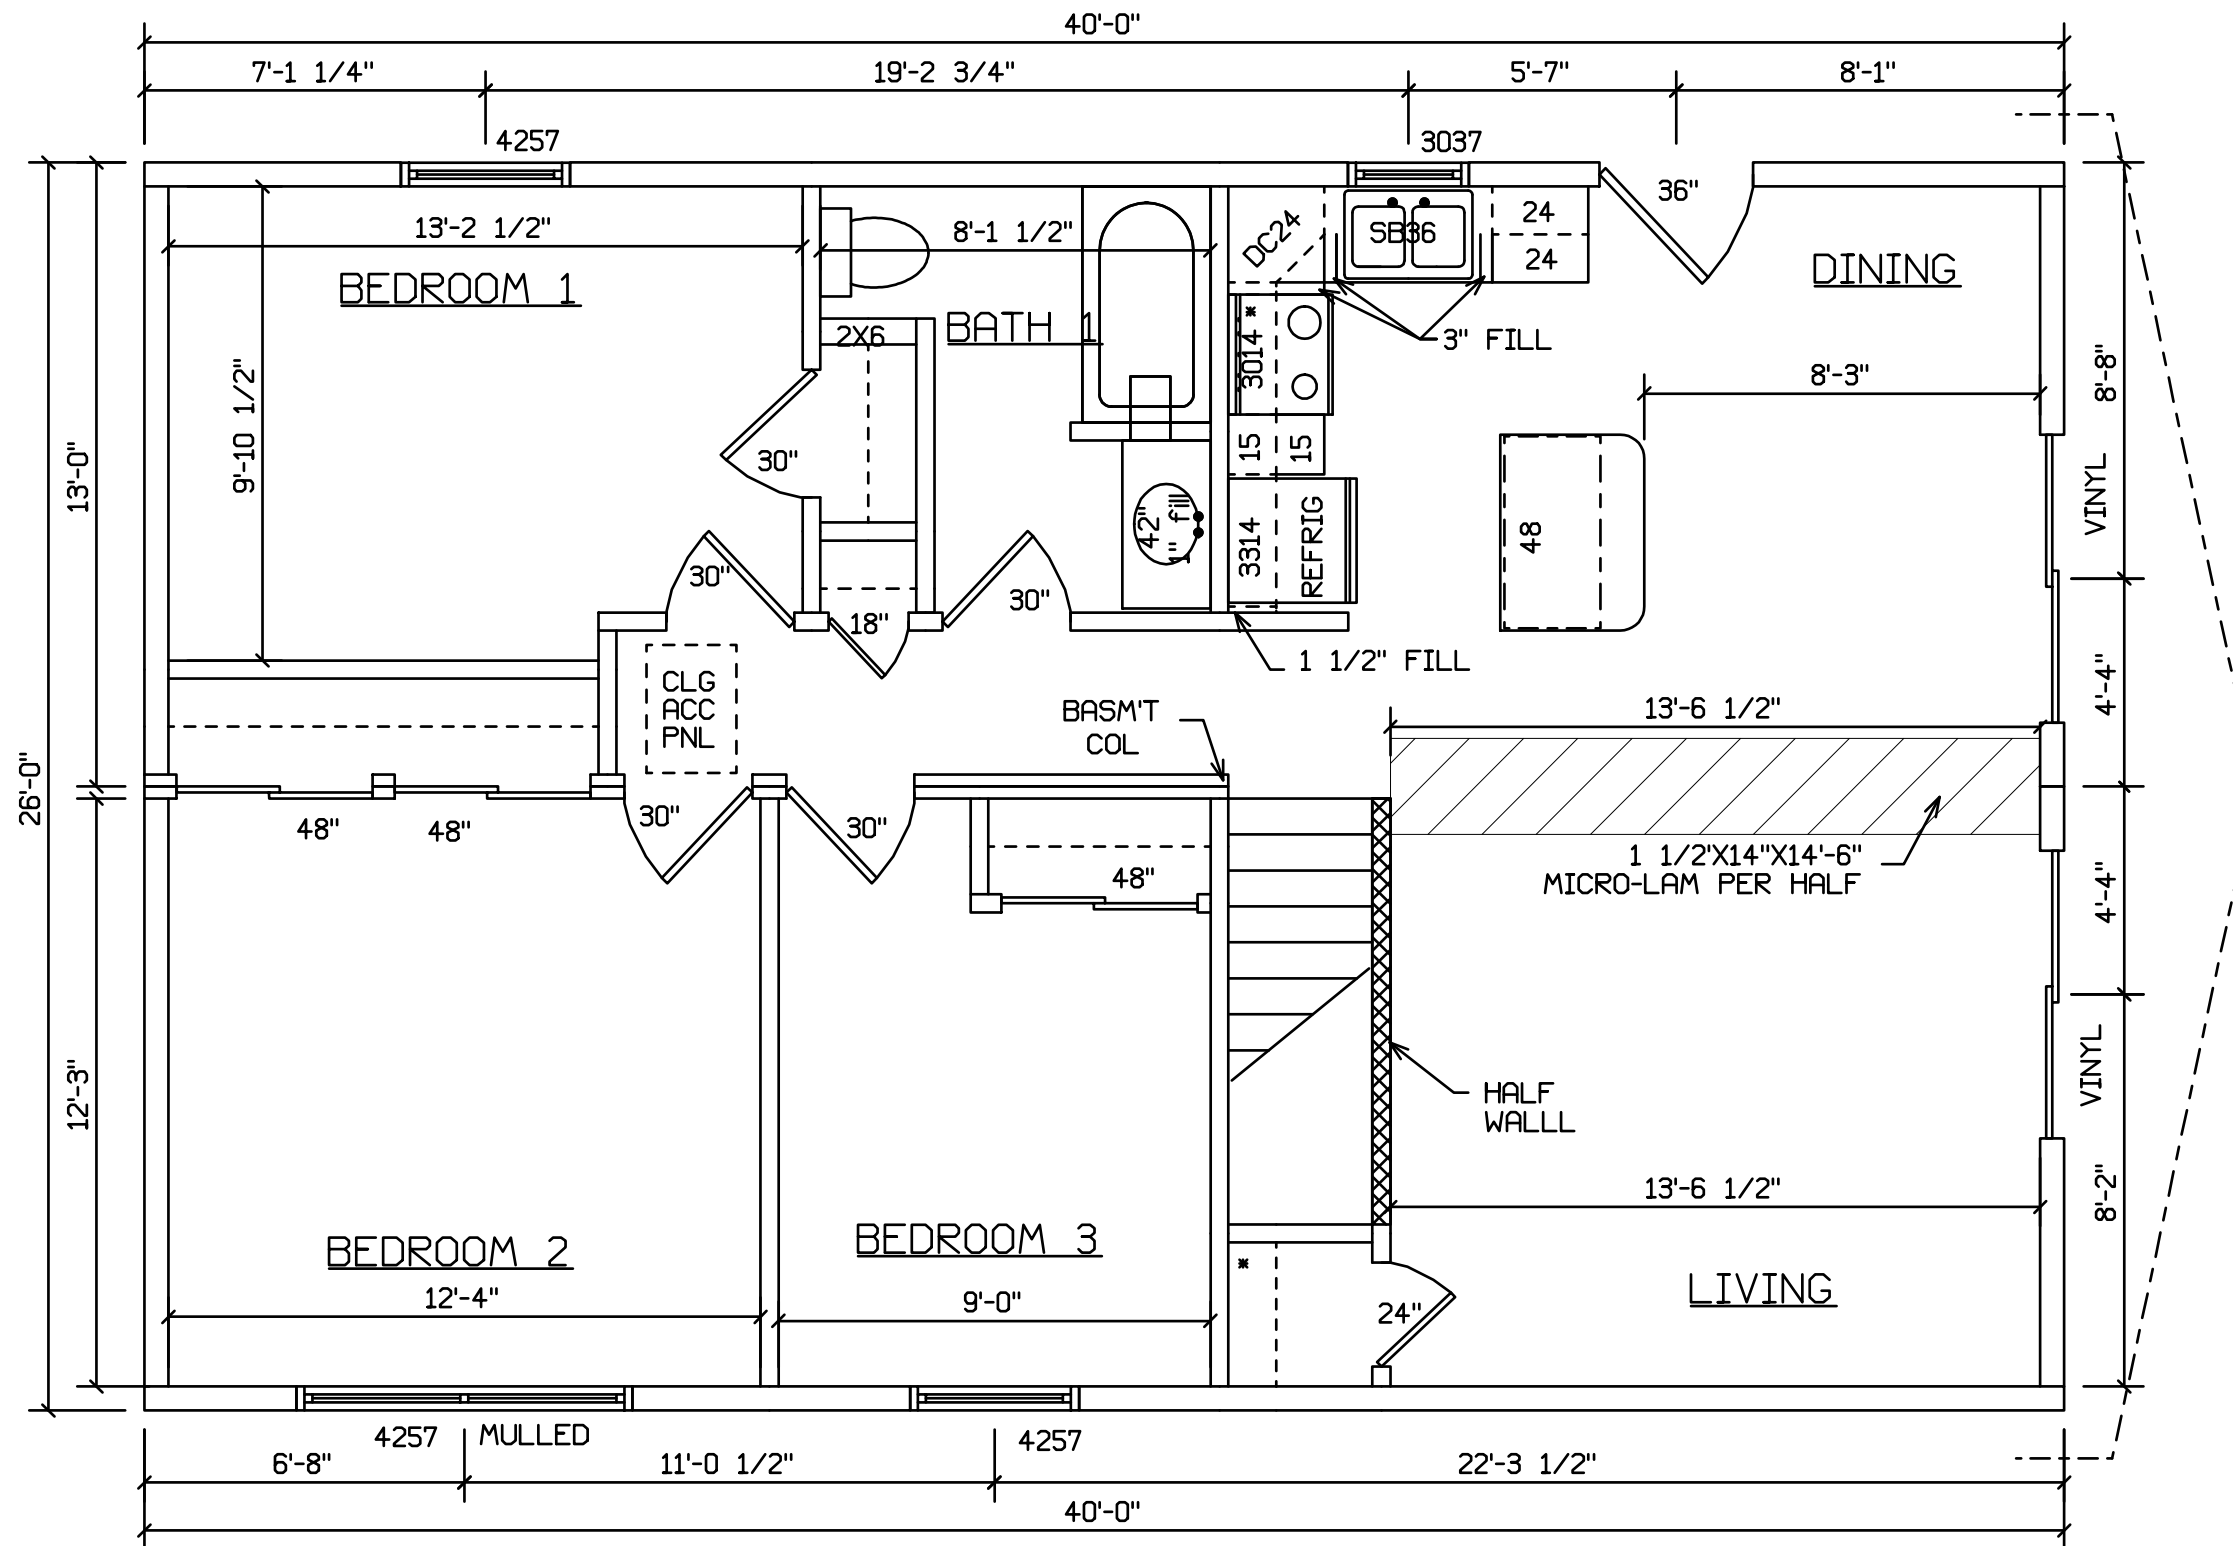 40'-0"
7'-1 1/4"
19'-2 3/4"
5'-7"
8'-1"
4257
3037
36"
13'-2 1/2"
8'-1 1/2"
DC24
SB36
24
24
BEDROOM 1
BATH 1
DINING
2X6
3014 *
3" FILL
8'-3"
8'-8"
9'-10 1/2"
13'-0"
30"
15
15
VINYL
42"
1" fill
3314
REFRIG
48
30"
30"
18"
1 1/2" FILL
CLG
ACC
PNL
BASM'T
COL
13'-6 1/2"
4'-4"
26'-0"
48"
48"
30"
30"
48"
1 1/2'X14"X14'-6"
MICRO-LAM PER HALF
4'-4"
12'-3"
VINYL
HALF
WALLL
13'-6 1/2"
8'-2"
BEDROOM 2
BEDROOM 3
*
LIVING
12'-4"
9'-0"
24"
4257 MULLED
4257
6'-8"
11'-0 1/2"
22'-3 1/2"
40'-0"